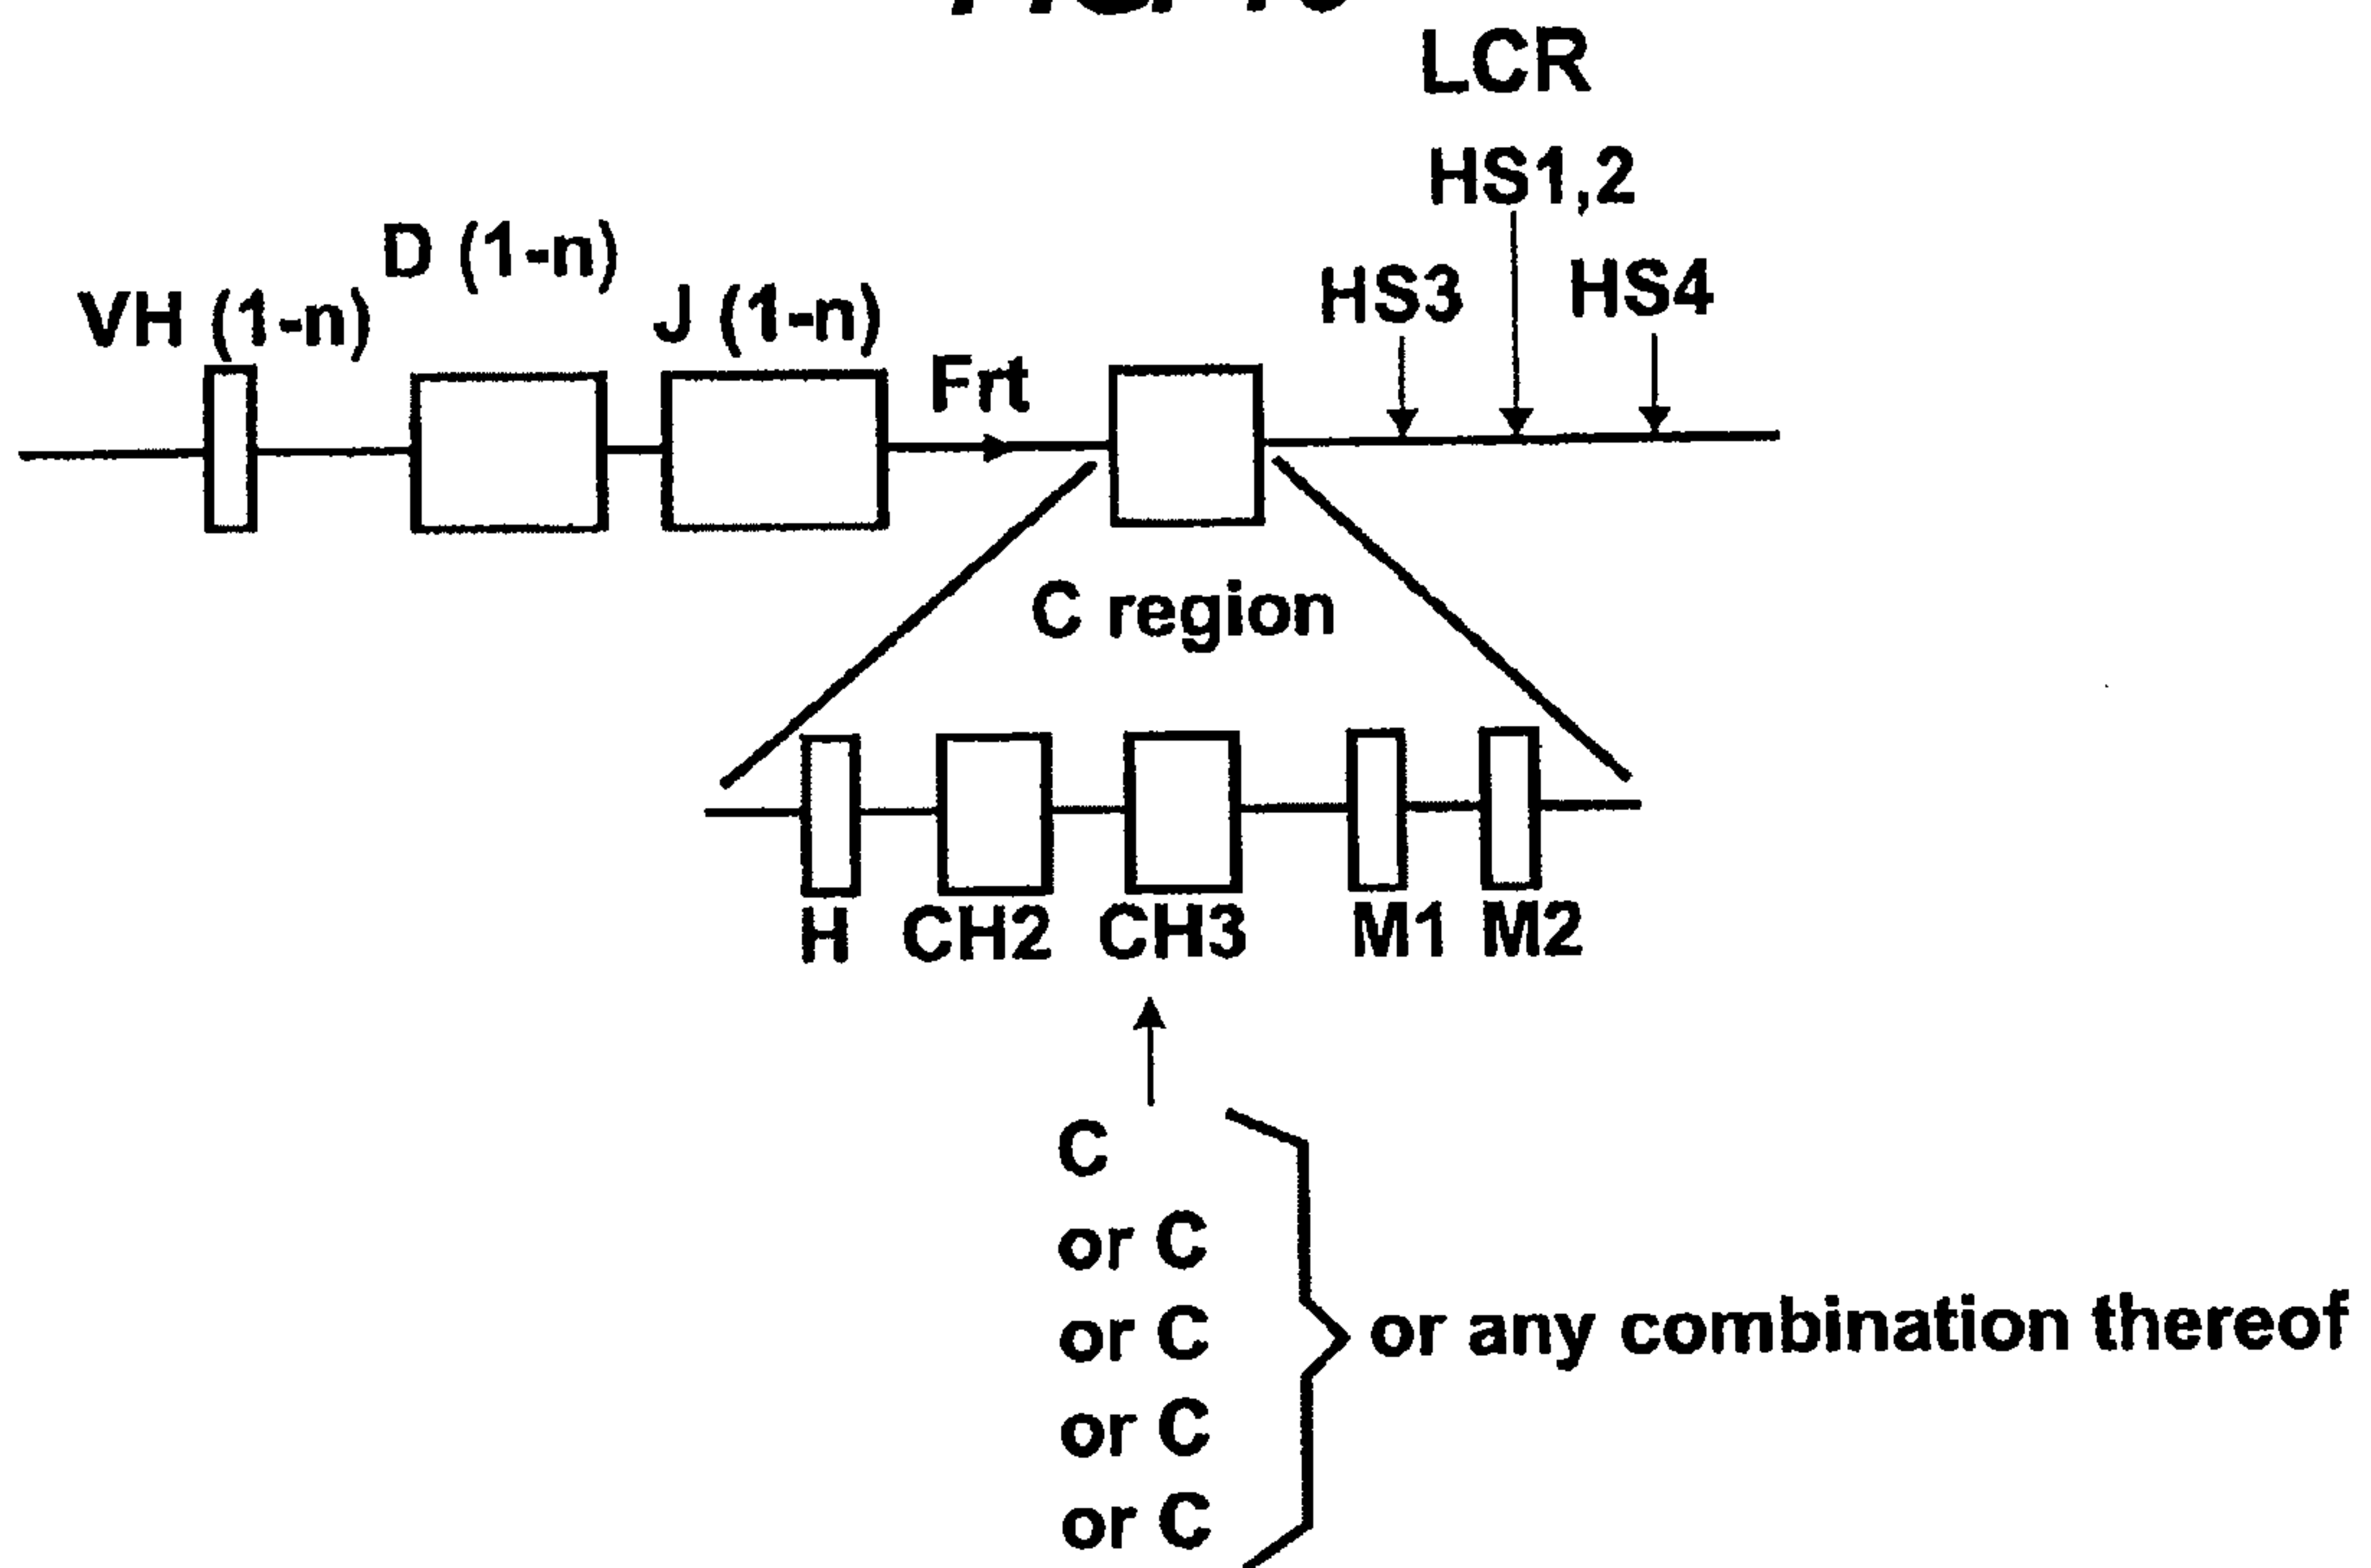 LCR
HS1,2
D (1-n)
HS3
HS4
VH (1-n)
J (1-n)
Frt
C region
H CH2 CH3 M1 M2
C
or C
or C
or any combination thereof
or C
or C